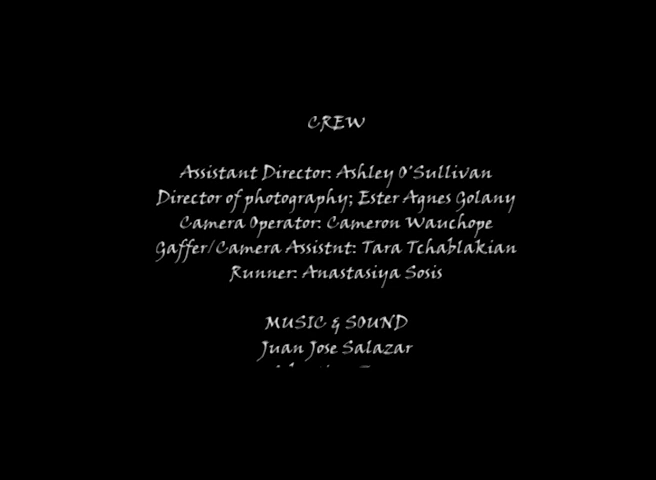 CREW
Assistant Director: Ashley O'Sullivan
Director of photography; Ester Agnes Golany
Camera Operator: Cameron Wauchope
Gaffer/Camera Assistnt: Tara Tchablakian
Runner: Anastasiya Sosis
MUSIC & SOUND
Juan Jose Salazar